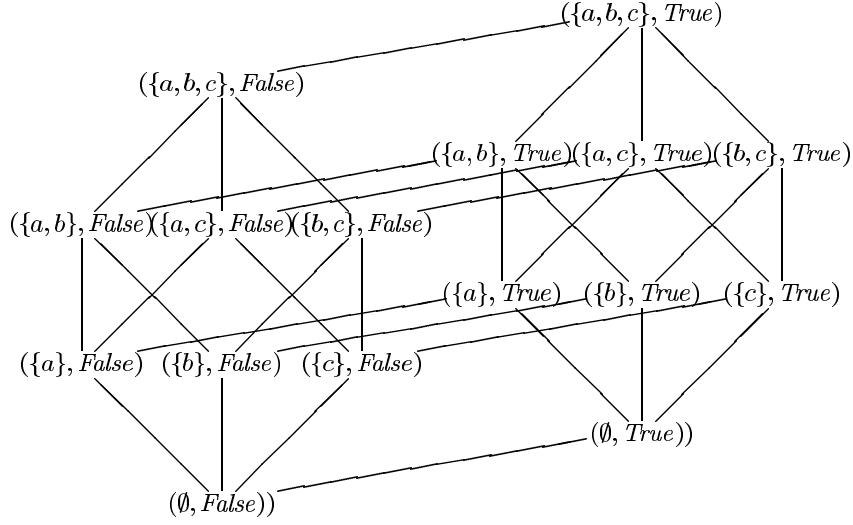 ({a,b,c}, True)
({a,b,c}, False)
({a,b}, True) ({a,c}, True) ({b,c}, True)
({a,b}, False) ({a,c}, False) ({b,c}, False)
({a}, True) ({b}, True) ({c}, True)
({a}, False) ({b}, False) ({c}, False)
(∅, True))
(∅, False))